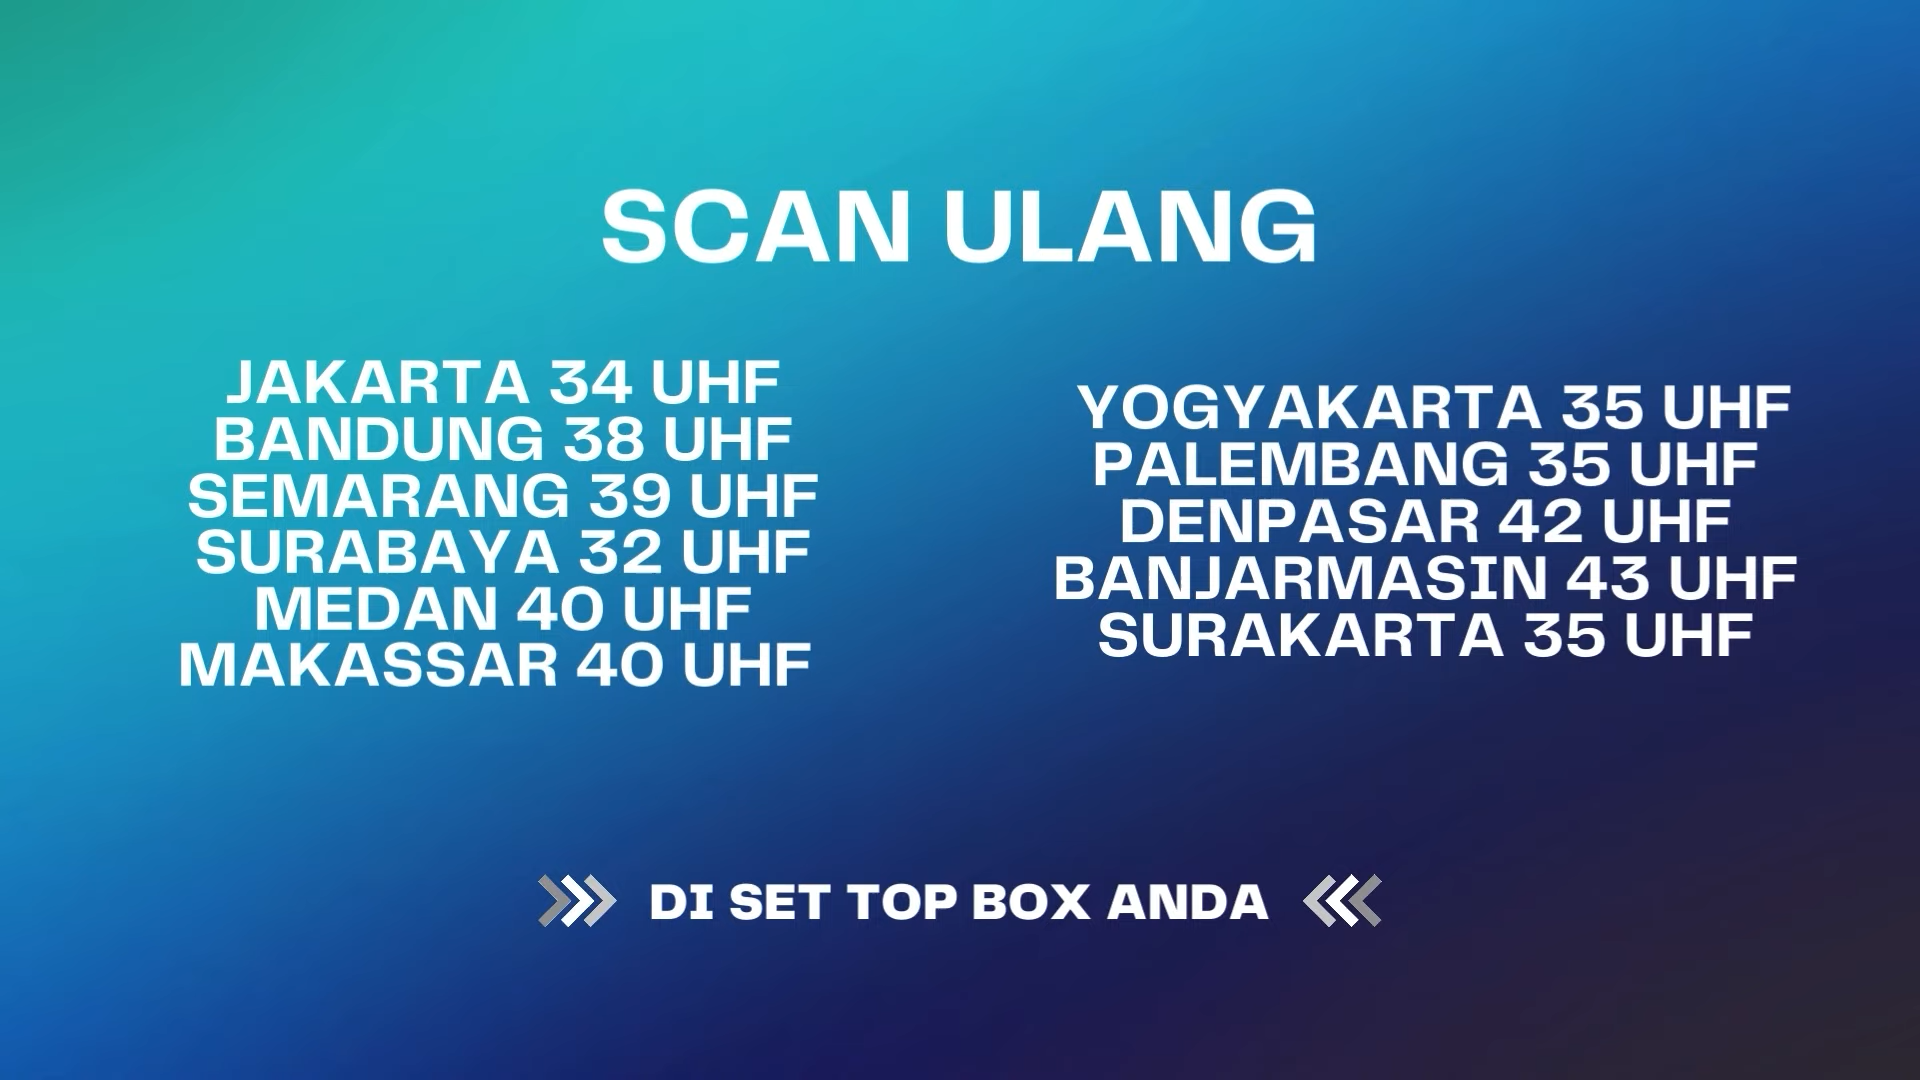 SCAN ULANG
JAKARTA 34 UHF
BANDUNG 38 UHF
SEMARANG 39 UHF
SURABAYA 32 UHF
MEDAN 40 UHF
MAKASSAR 40 UHF
YOGYAKARTA 35 UHF
PALEMBANG 35 UHF
DENPASAR 42 UHF
BANJARMASIN 43 UHF
SURAKARTA 35 UHF
DI SET TOP BOX ANDA